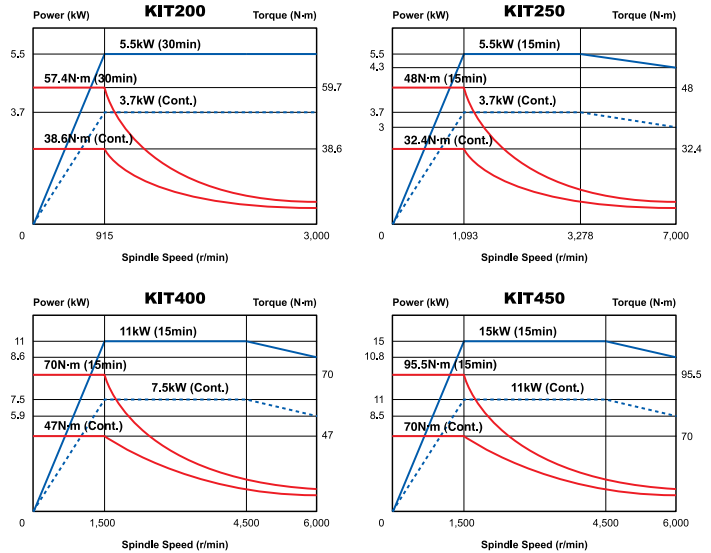 KIT200
Power (kW)
Torque (N·m)
5.5kW (30min)
5.5
57.4N·m (30min)
59.7
3.7kW (Cont.)
3.7
38.6N·m (Cont.)
38,6
0
915
3,000
Spindle Speed (r/min)
KIT250
Power (kW)
Torque (N·m)
5.5kW (15min)
5.5
4.3
48N·m (15min)
48
3.7kW (Cont.)
3.7
3
32.4N·m (Cont.)
32,4
0
1,093
3,278
7,000
Spindle Speed (r/min)
KIT400
Power (kW)
Torque (N·m)
11kW (15min)
11
8.6
70N·m (15min)
70
7.5kW (Cont.)
7.5
5.9
47N·m (Cont.)
47
0
1,500
4,500
6,000
Spindle Speed (r/min)
KIT450
Power (kW)
Torque (N·m)
15kW (15min)
15
10.8
95.5N·m (15min)
95.5
11kW (Cont.)
11
8.5
70N·m (Cont.)
70
0
1,500
4,500
6,000
Spindle Speed (r/min)